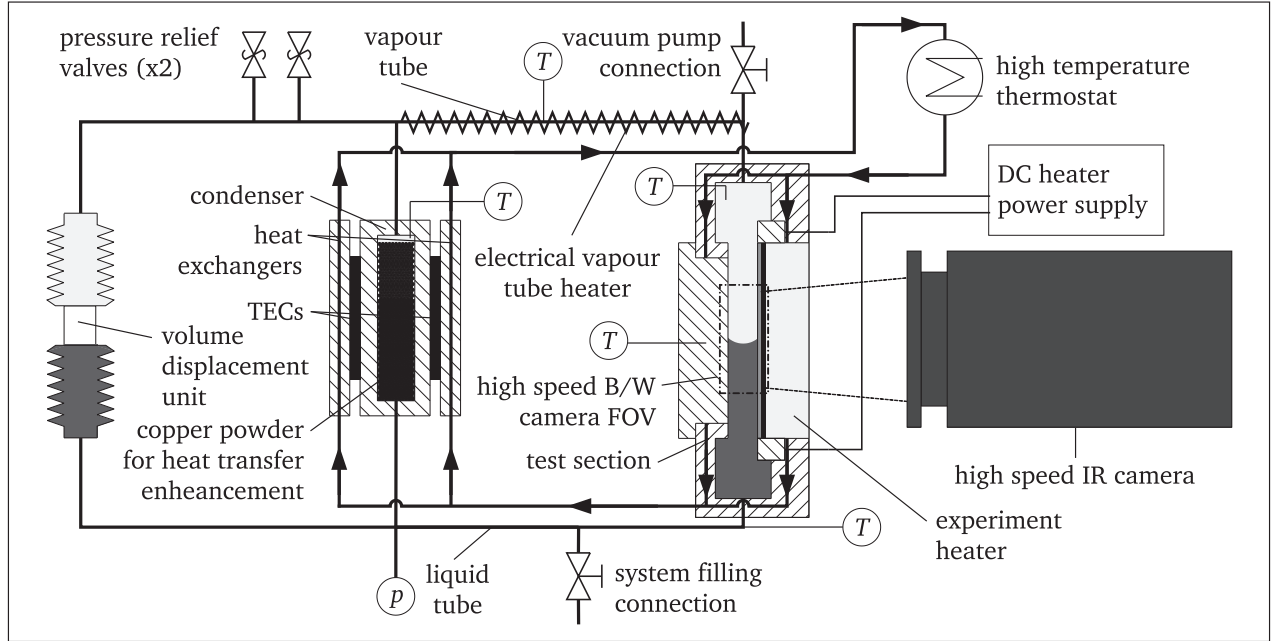 pressure relief
valves (x2)
vapour
tube
T
vacuum pump
connection
high temperature
thermostat
DC heater
power supply
condenser
T
T
heat
exchangers
electrical vapour
tube heater
TECs
T
volume
displacement
unit
high speed B/W
camera FOV
copper powder
for heat transfer
enheancement
test section
high speed IR camera
experiment
heater
T
liquid
tube
p
system filling
connection